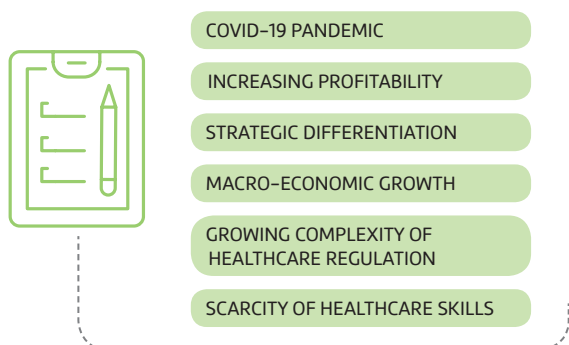 COVID-19 PANDEMIC
INCREASING PROFITABILITY
STRATEGIC DIFFERENTIATION
MACRO-ECONOMIC GROWTH
GROWING COMPLEXITY OF
HEALTHCARE REGULATION
SCARCITY OF HEALTHCARE SKILLS